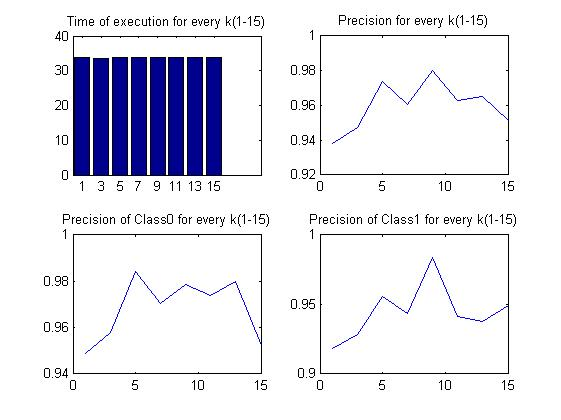 Time of execution for every k(1-15)
40
30
20
10
0
1 3 5 7 9 11 13 15
Precision for every k(1-15)
1
0.98
0.96
0.94
0.92
0 5 10 15
Precision of Class0 for every k(1-15)
1
0.98
0.96
0.94
0 5 10 15
Precision of Class1 for every k(1-15)
1
0.95
0.9
0 5 10 15